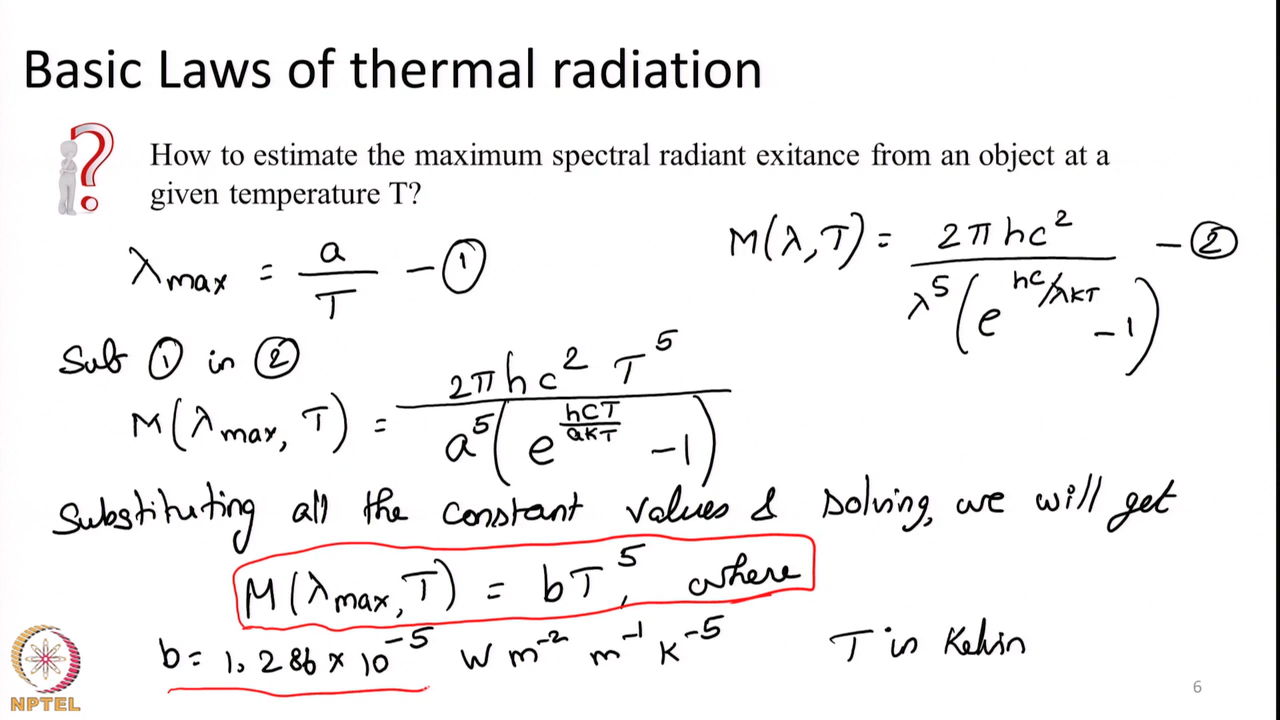 Basic Laws of thermal radiation
How to estimate the maximum spectral radiant exitance from an object at a
given temperature T?
λmax = a/T - ①
M(λ,T) = 2πhc² / λ⁵(e^(hc/λKT) - 1) - ②
Sub ① in ②
M(λmax, T) = 2πhc² T⁵ / a⁵(e^(hCT/aKT) - 1)
Substituting all the constant values & solving, we will get
M(λmax, T) = bT⁵, where
b = 1.286 × 10⁻⁵ W m⁻² m⁻¹ K⁻⁵
T in Kelvin
NPTEL
6